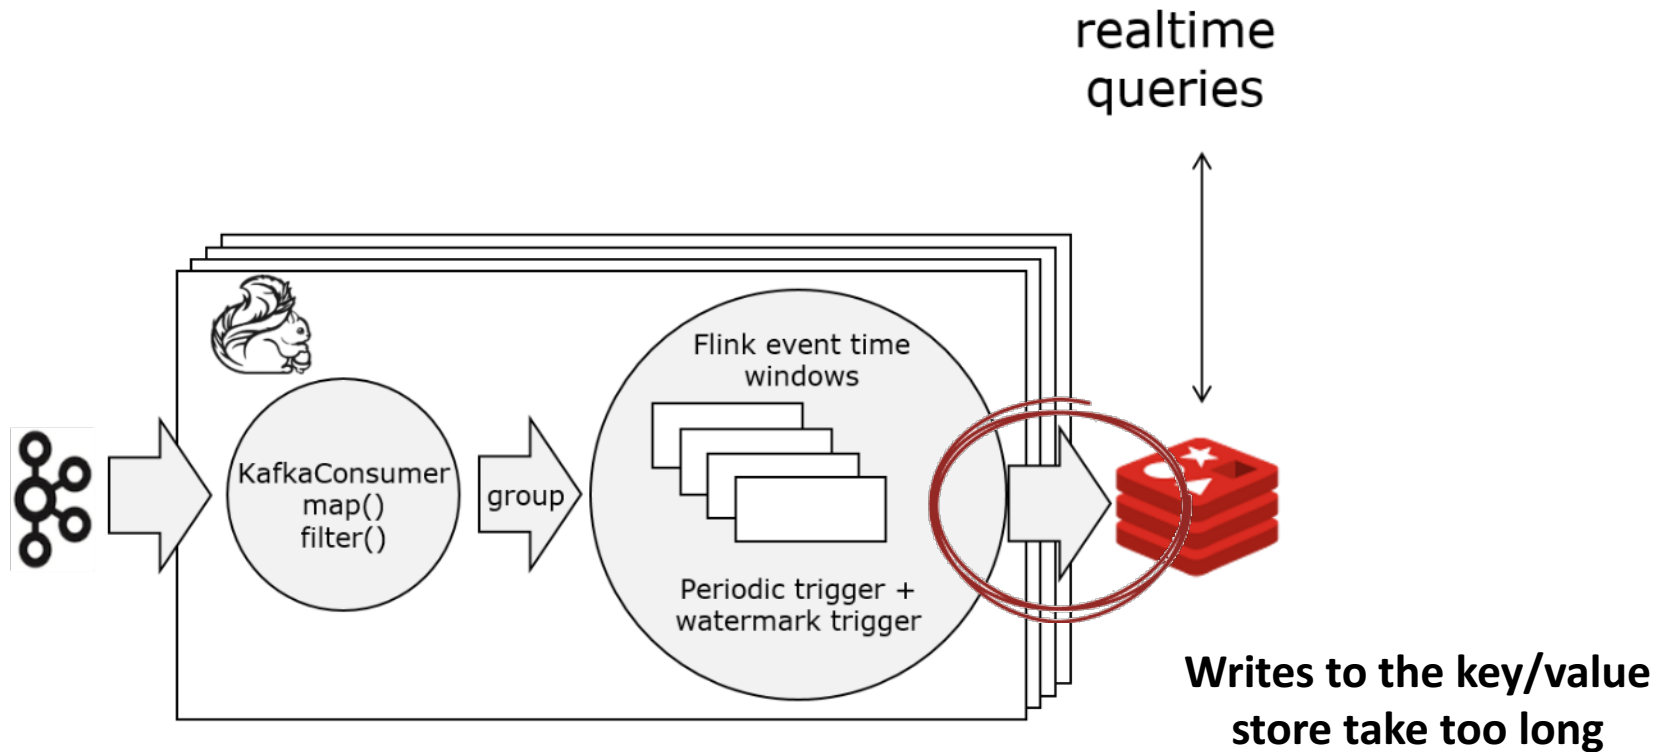 realtime
queries
Flink event time
windows
KafkaConsumer
map()
filter()
group
Periodic trigger +
watermark trigger
Writes to the key/value
store take too long